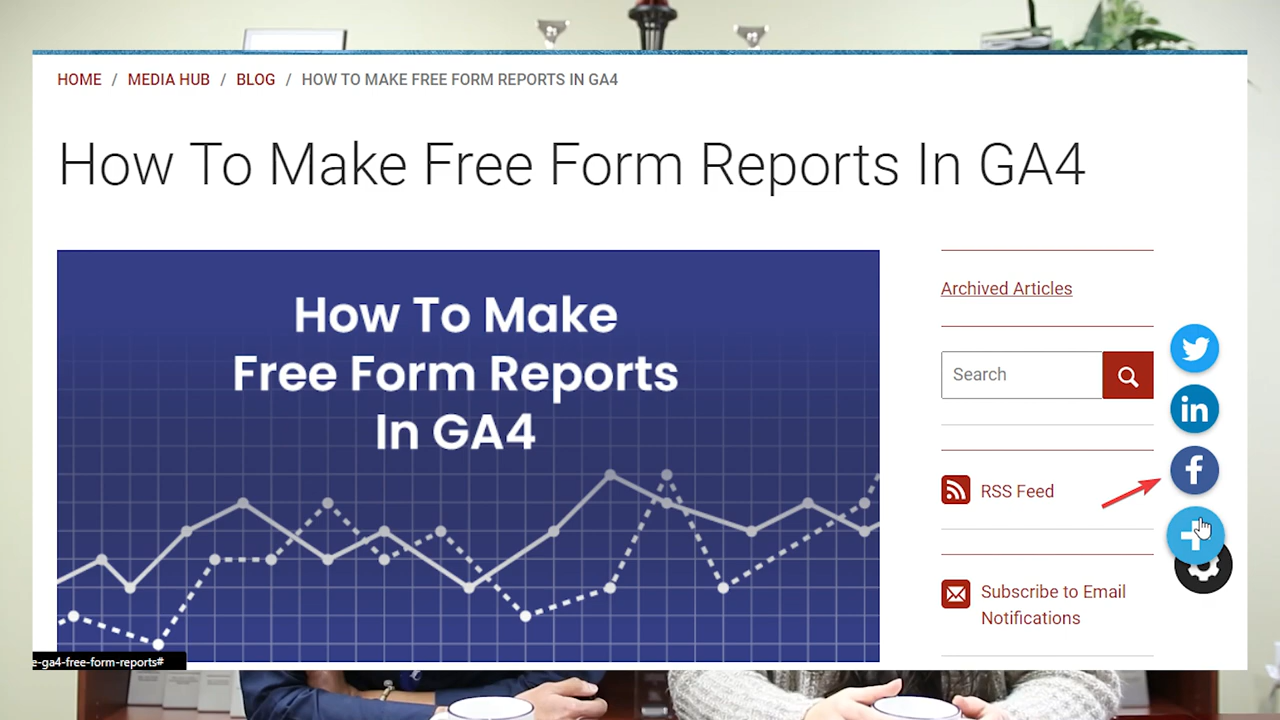 HOME / MEDIA HUB / BLOG / HOW TO MAKE FREE FORM REPORTS IN GA4
How To Make Free Form Reports In GA4
How To Make
Free Form Reports
In GA4
Archived Articles
Search
RSS Feed
Subscribe to Email
Notifications
e-ga4-free-form-reports#